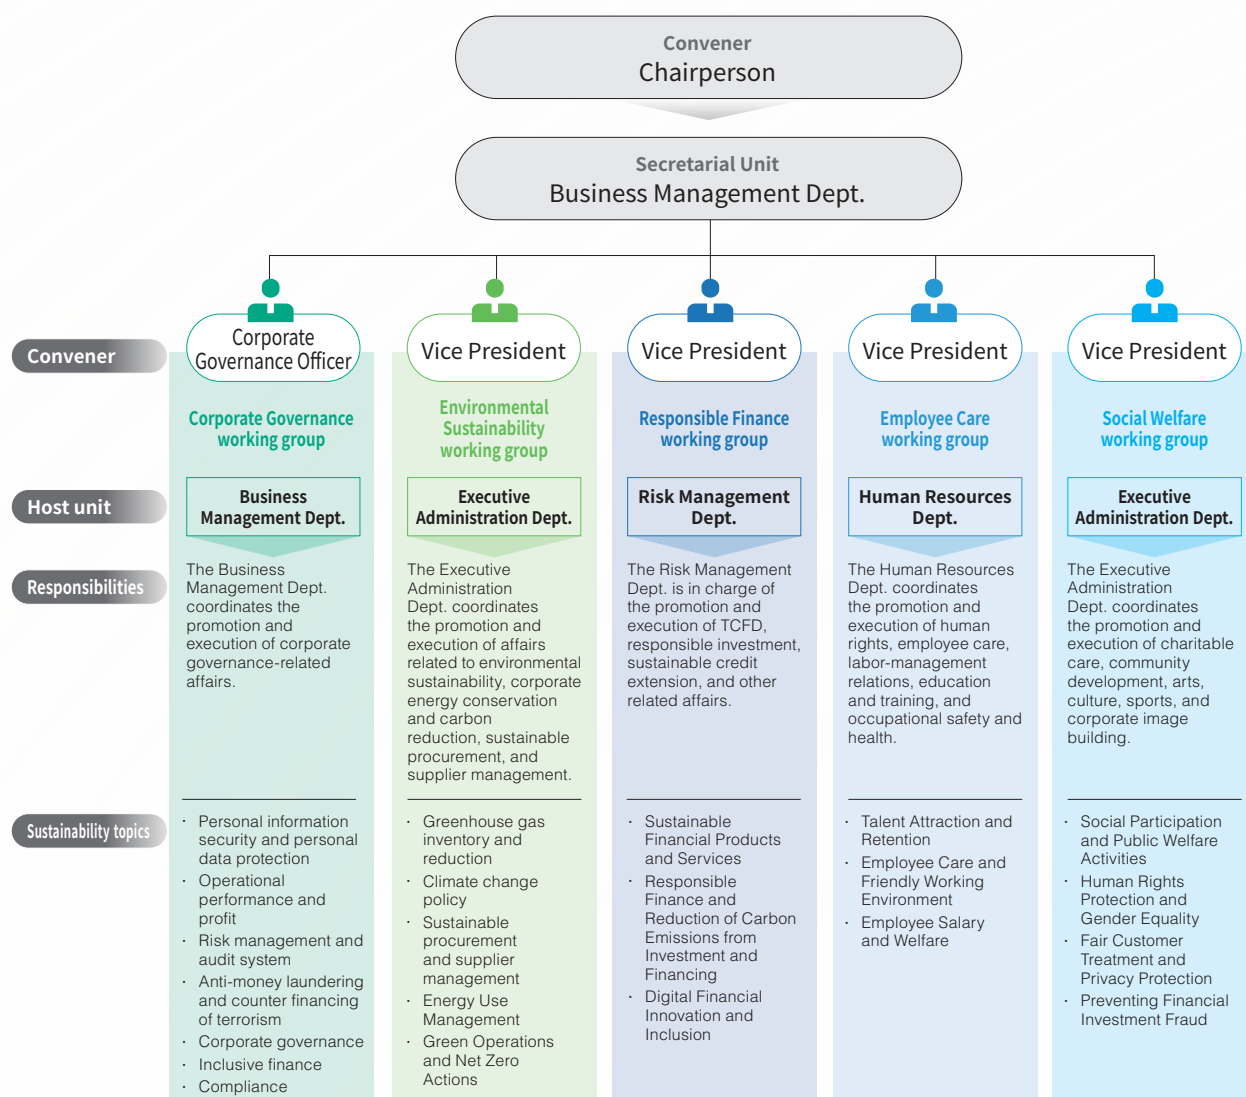 Convener
Chairperson
Secretarial Unit
Business Management Dept.
Convener
Corporate
Governance Officer
Vice President
Vice President
Vice President
Vice President
Corporate Governance
working group
Environmental
Sustainability
working group
Responsible Finance
working group
Employee Care
working group
Social Welfare
working group
Host unit
Business
Management Dept.
Executive
Administration Dept.
Risk Management
Dept.
Human Resources
Dept.
Executive
Administration Dept.
Responsibilities
The Business
Management Dept.
coordinates the
promotion and
execution of corporate
governance-related
affairs.
The Executive
Administration
Dept. coordinates
the promotion and
execution of affairs
related to environmental
sustainability, corporate
energy conservation
and carbon
reduction, sustainable
procurement, and
supplier management.
The Risk Management
Dept. is in charge of
the promotion and
execution of TCFD,
responsible investment,
sustainable credit
extension, and other
related affairs.
The Human Resources
Dept. coordinates
the promotion and
execution of human
rights, employee care,
labor-management
relations, education
and training, and
occupational safety and
health.
The Executive
Administration
Dept. coordinates
the promotion and
execution of charitable
care, community
development, arts,
culture, sports, and
corporate image
building.
Sustainability topics
· Personal information
security and personal
data protection
· Operational
performance and
profit
· Risk management and
audit system
· Anti-money laundering
and counter financing
of terrorism
· Corporate governance
· Inclusive finance
· Compliance
· Greenhouse gas
inventory and
reduction
· Climate change
policy
· Sustainable
procurement
and supplier
management
· Energy Use
Management
· Green Operations
and Net Zero
Actions
· Sustainable
Financial Products
and Services
· Responsible
Finance and
Reduction of Carbon
Emissions from
Investment and
Financing
· Digital Financial
Innovation and
Inclusion
· Talent Attraction and
Retention
· Employee Care and
Friendly Working
Environment
· Employee Salary
and Welfare
· Social Participation
and Public Welfare
Activities
· Human Rights
Protection and
Gender Equality
· Fair Customer
Treatment and
Privacy Protection
· Preventing Financial
Investment Fraud